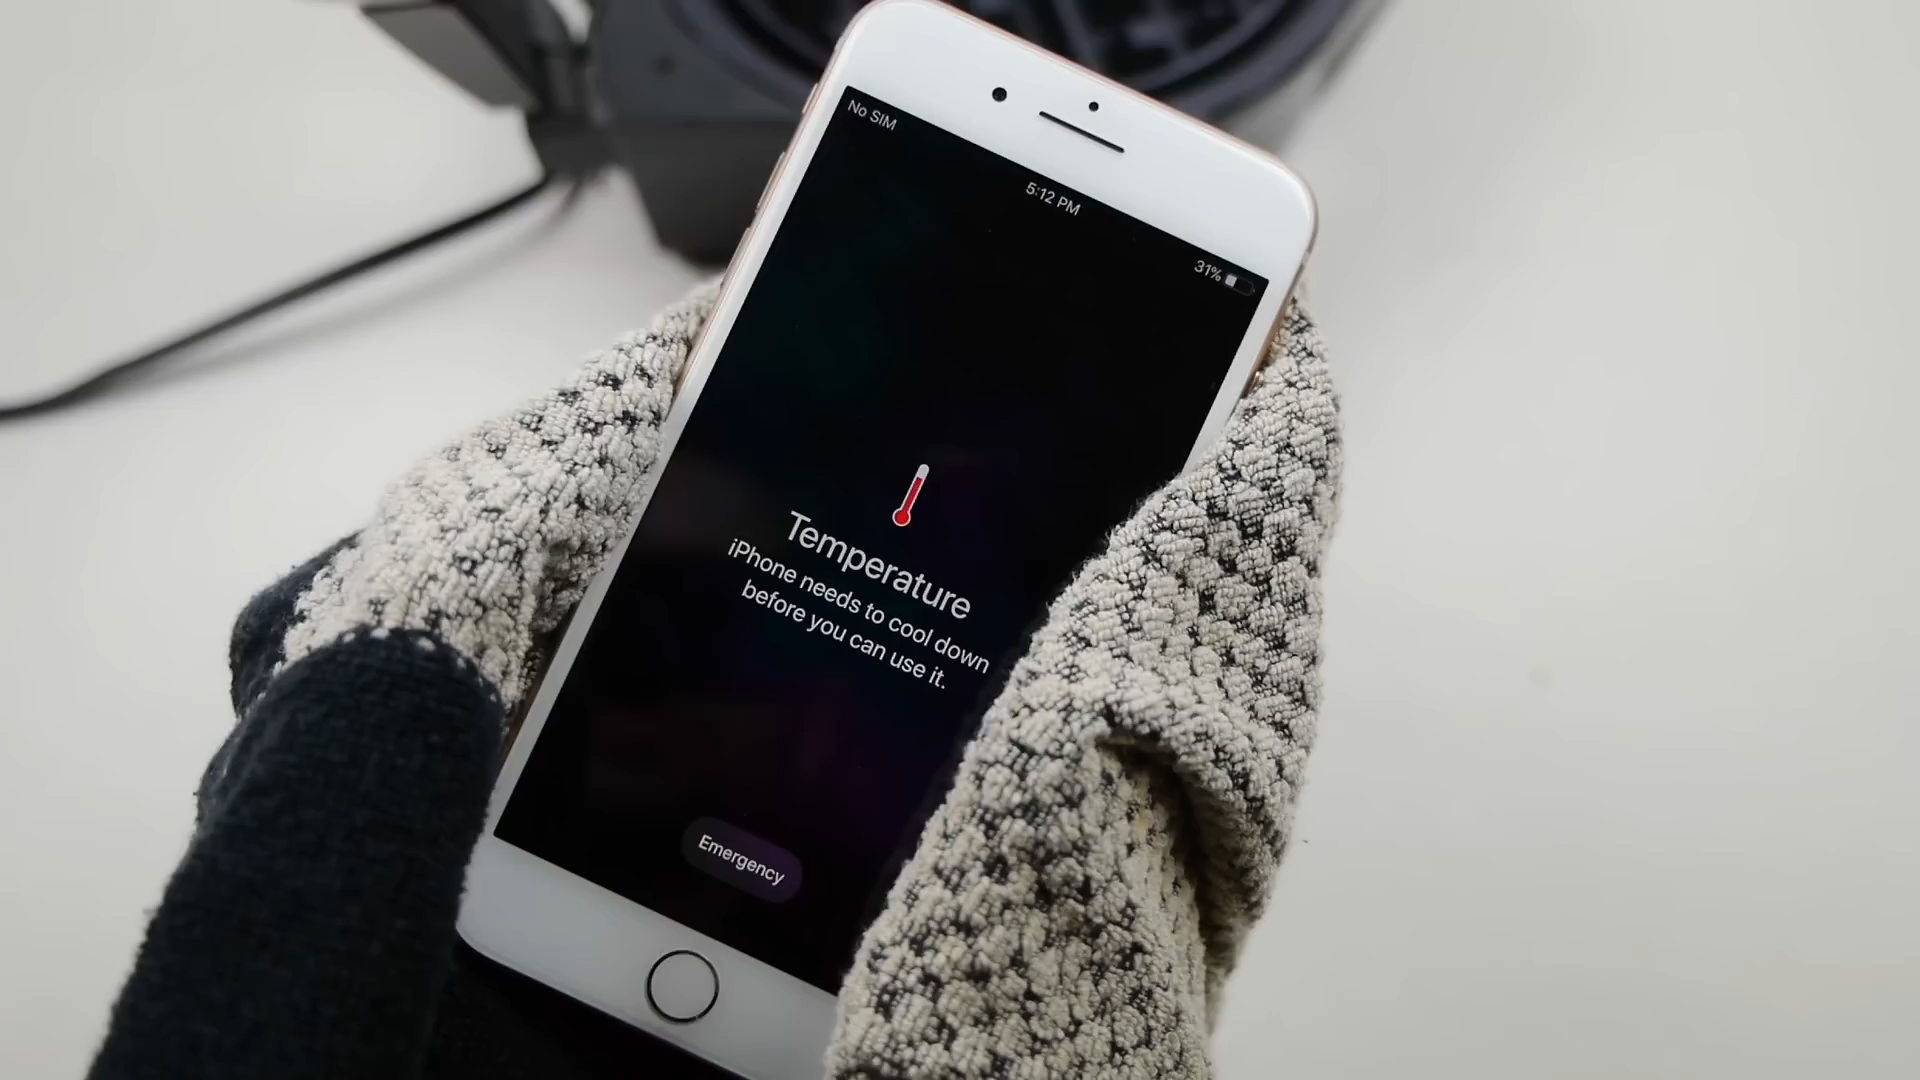 No SIM
5:12 PM
31%
Temperature
iPhone needs to cool down
before you can use it.
Emergency